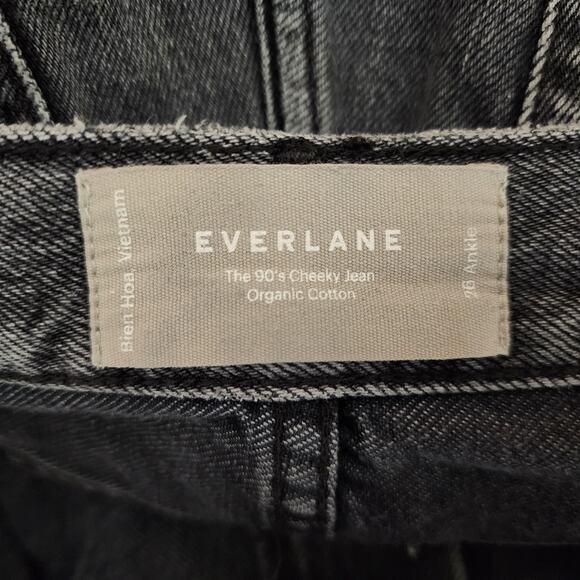 Bien Hoa, Vietnam
EVERLANE
The 90's Cheeky Jean
Organic Cotton
26 Ankle